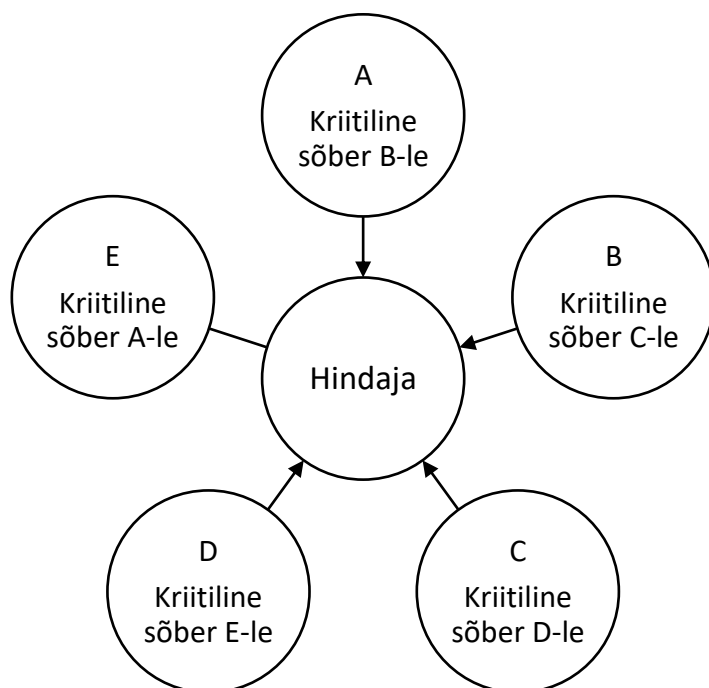 A
Kriitiline
sõber B-le
E
Kriitiline
sõber A-le
B
Kriitiline
sõber C-le
Hindaja
D
Kriitiline
sõber E-le
C
Kriitiline
sõber D-le